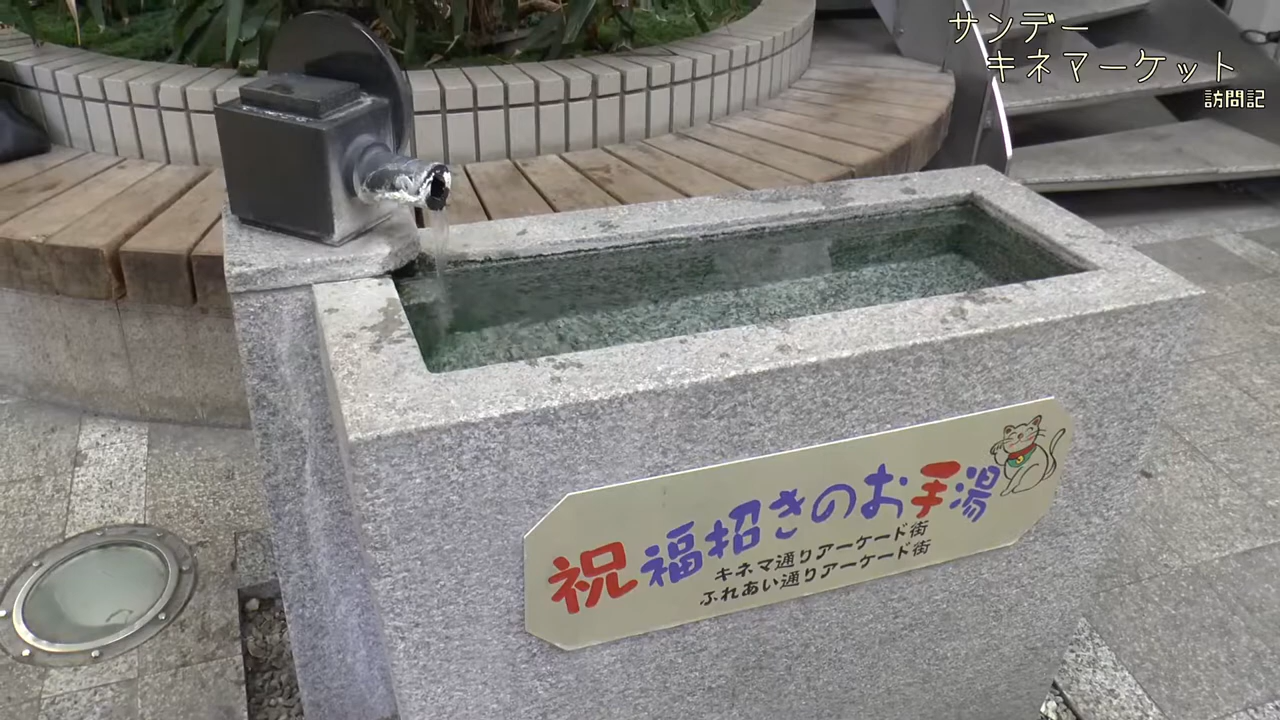 サンデー
キネマーケット
訪問記
祝福招きのお手湯
キネマ通りアーケード街
ふれあい通りアーケード街